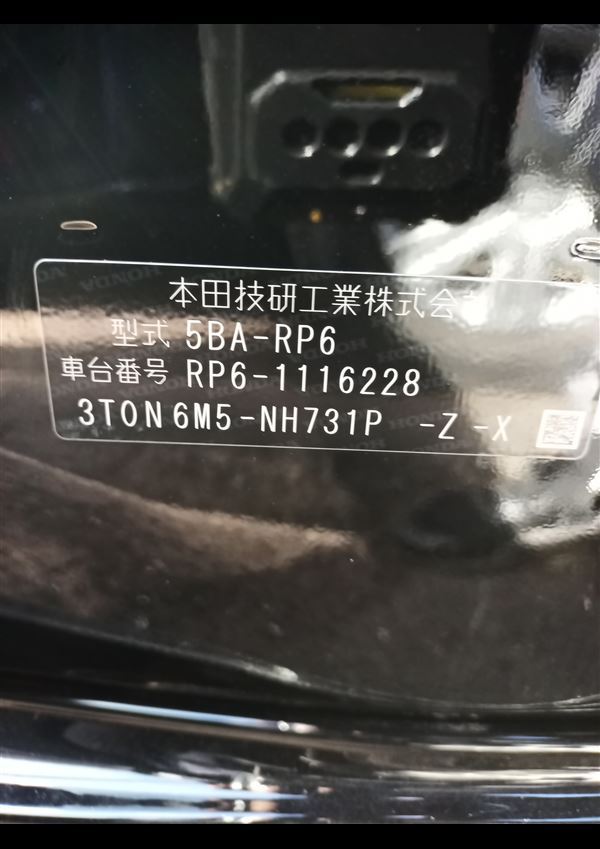 本田技研工業株式会
型式 5BA-RP6
車台番号 RP6-1116228
3TON6M5-NH731P -Z -X